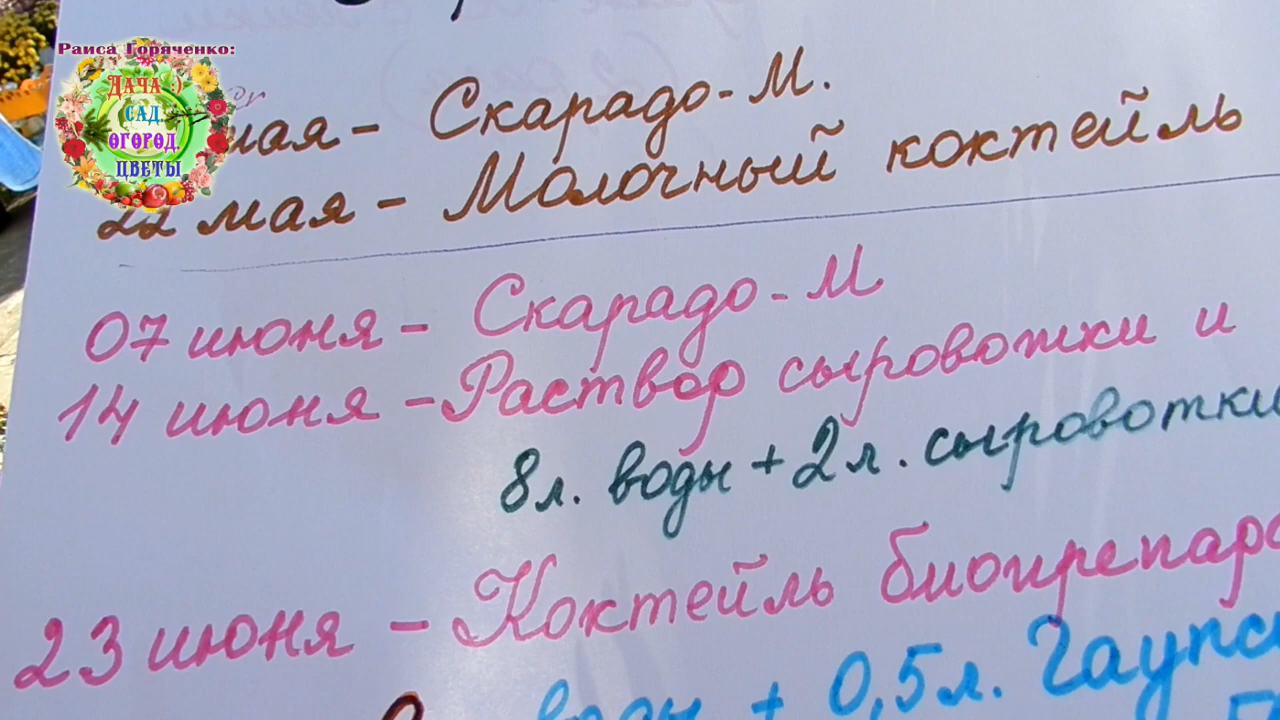 Раиса Горяченко:
Дача :)
САД,
ОГОРОД,
ЦВЕТЫ
мая - Скарадо-М.
22 мая - Молочный коктейль
07 июня - Скарадо-М
14 июня - Раствор сыровотки и
8л. воды + 2л. сыровотки
23 июня - Коктейль биопрепара
воды + 0,5л. Гаупс